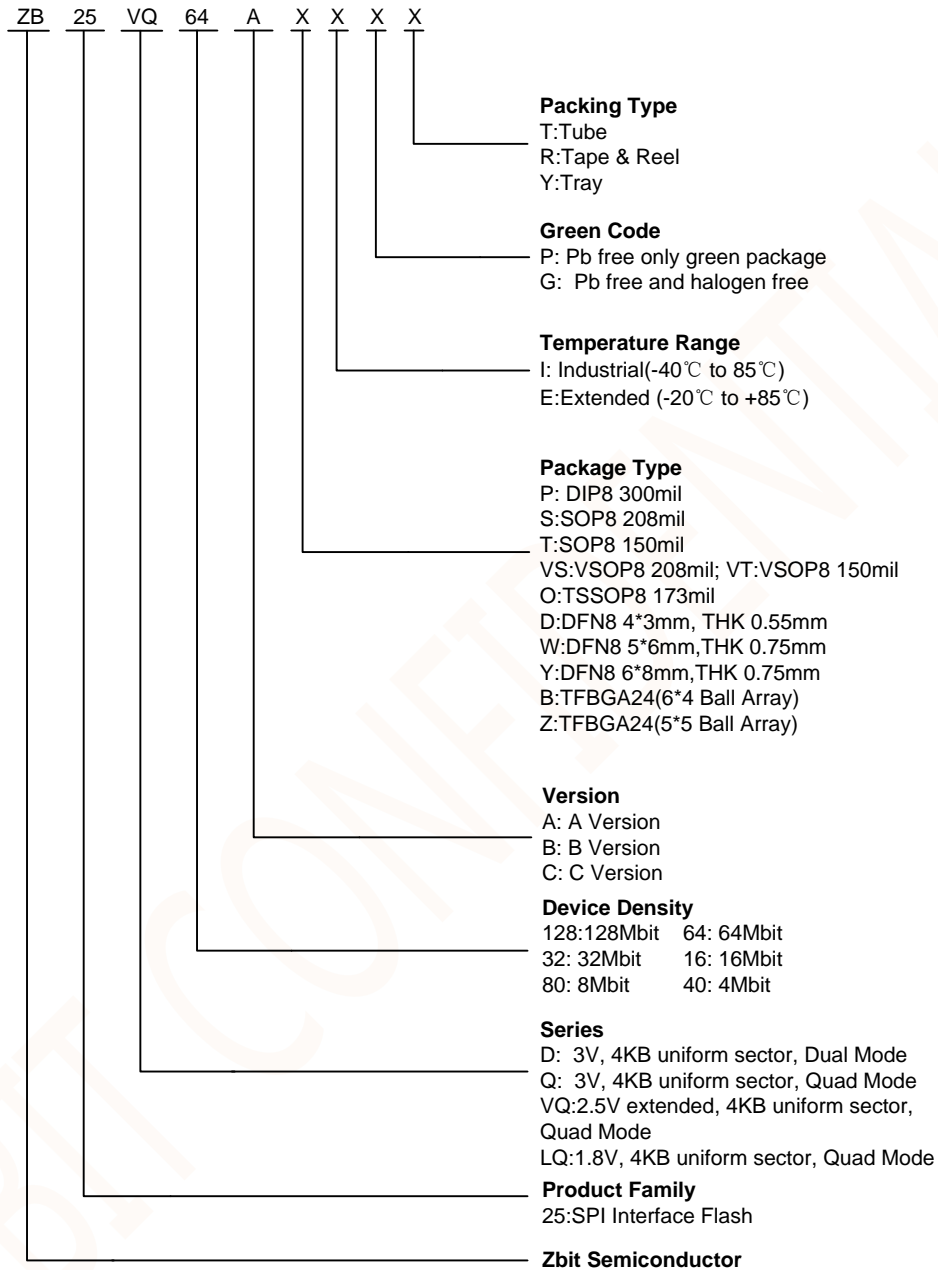 ZB 25 VQ 64 A X X X X
Packing Type
T:Tube
R:Tape & Reel
Y:Tray
Green Code
P: Pb free only green package
G: Pb free and halogen free
Temperature Range
I: Industrial(-40℃ to 85℃)
E:Extended (-20℃ to +85℃)
Package Type
P: DIP8 300mil
S:SOP8 208mil
T:SOP8 150mil
VS:VSOP8 208mil; VT:VSOP8 150mil
O:TSSOP8 173mil
D:DFN8 4*3mm, THK 0.55mm
W:DFN8 5*6mm,THK 0.75mm
Y:DFN8 6*8mm,THK 0.75mm
B:TFBGA24(6*4 Ball Array)
Z:TFBGA24(5*5 Ball Array)
Version
A: A Version
B: B Version
C: C Version
Device Density
128:128Mbit 64: 64Mbit
32: 32Mbit 16: 16Mbit
80: 8Mbit 40: 4Mbit
Series
D: 3V, 4KB uniform sector, Dual Mode
Q: 3V, 4KB uniform sector, Quad Mode
VQ:2.5V extended, 4KB uniform sector,
Quad Mode
LQ:1.8V, 4KB uniform sector, Quad Mode
Product Family
25:SPI Interface Flash
Zbit Semiconductor
BIT CONFIDENTIA